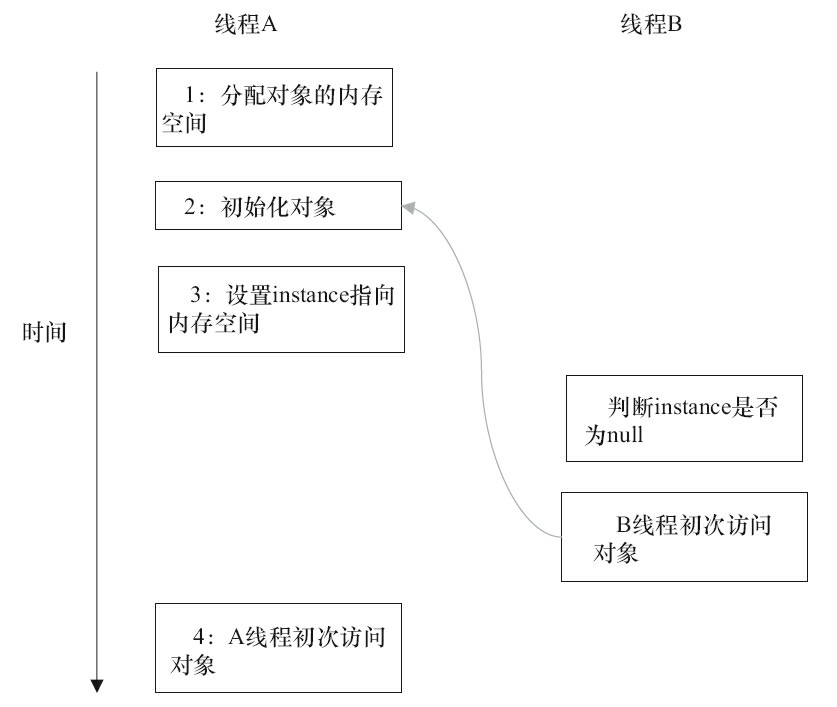 线程A
线程B
1：分配对象的内存
空间
2：初始化对象
3：设置instance指向
内存空间
时间
判断instance是否
为null
B线程初次访问
对象
4：A线程初次访问
对象